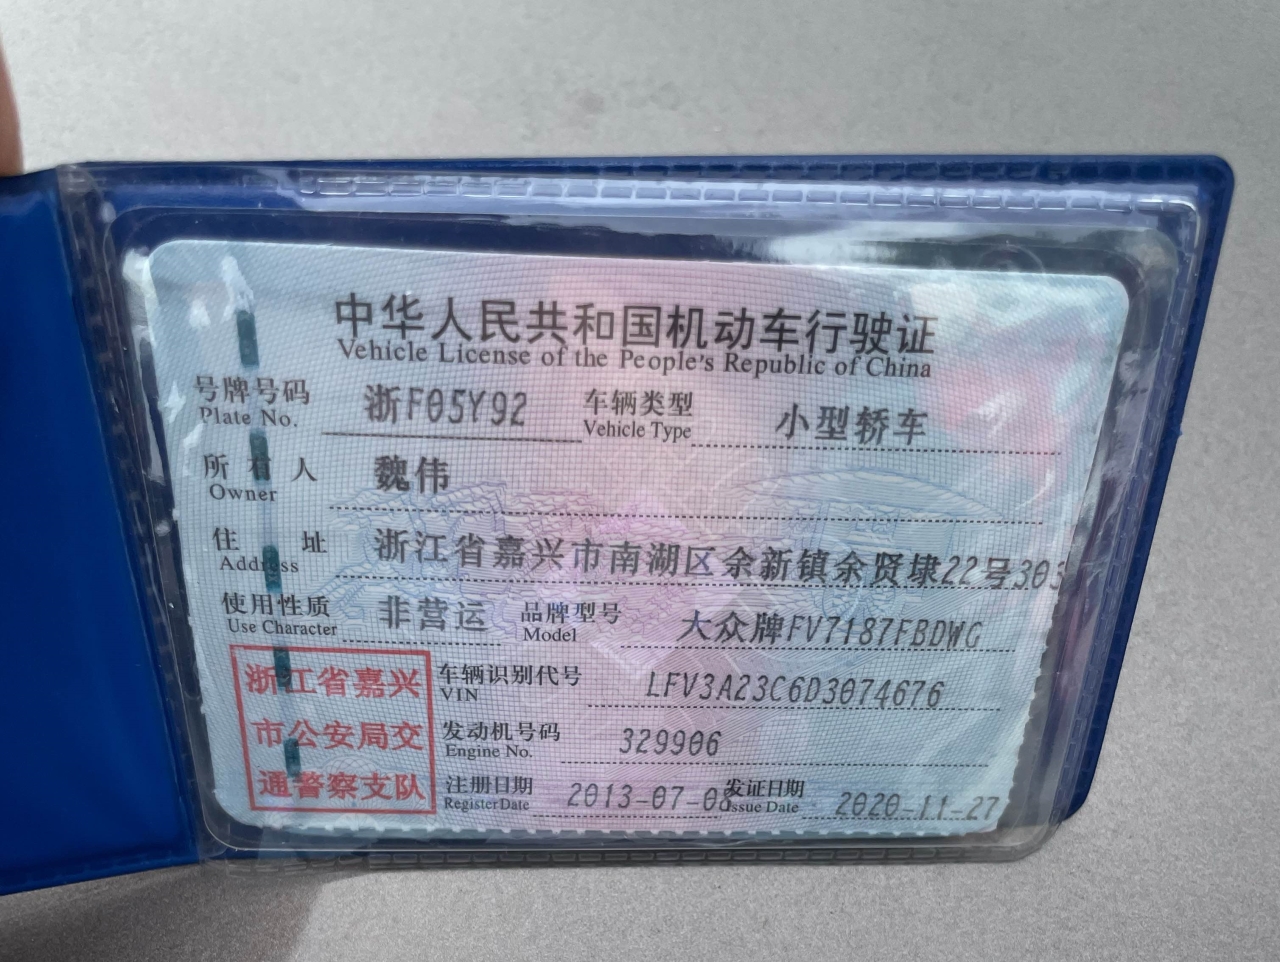 中华人民共和国机动车行驶证
Vehicle License of the People's Republic of China
号牌号码 浙F05Y92 车辆类型 小型轿车
Plate No. Vehicle Type
所有人 魏伟
Owner
住址 浙江省嘉兴市南湖区余新镇余贤埭22号303
Address
使用性质 非营运 品牌型号 大众牌FV7187FBDWG
Use Character Model
车辆识别代号 LFV3A23C6D3074676
VIN
发动机号码 329906
Engine No.
注册日期 2013-07-08 发证日期 2020-11-27
Register Date Issue Date
浙江省嘉兴
市公安局交
通警察支队